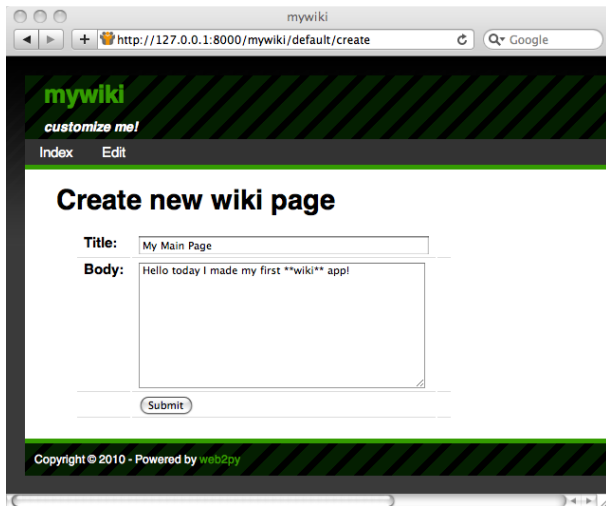 mywiki
http://127.0.0.1:8000/mywiki/default/create
Google
mywiki
customize me!
Index Edit
Create new wiki page
Title: My Main Page
Body: Hello today I made my first **wiki** app!
Submit
Copyright © 2010 - Powered by web2py